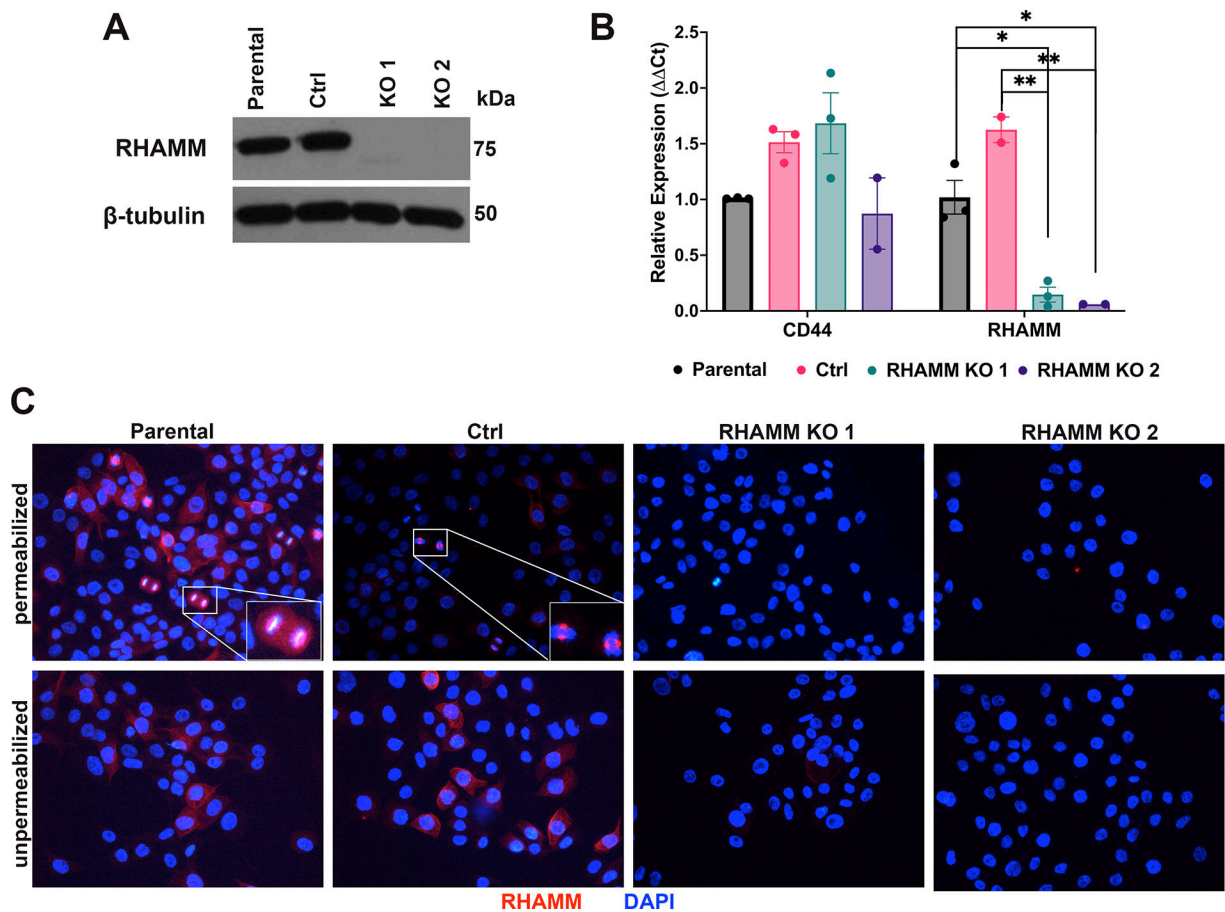 A
Parental
Ctrl
KO 1
KO 2
kDa
RHAMM
75
β-tubulin
50
B
Relative Expression (ΔΔCt)
2.5
2.0
1.5
1.0
0.5
0.0
*
*
**
**
CD44
RHAMM
Parental
Ctrl
RHAMM KO 1
RHAMM KO 2
C
Parental
Ctrl
RHAMM KO 1
RHAMM KO 2
permeabilized
unpermeabilized
RHAMM
DAPI